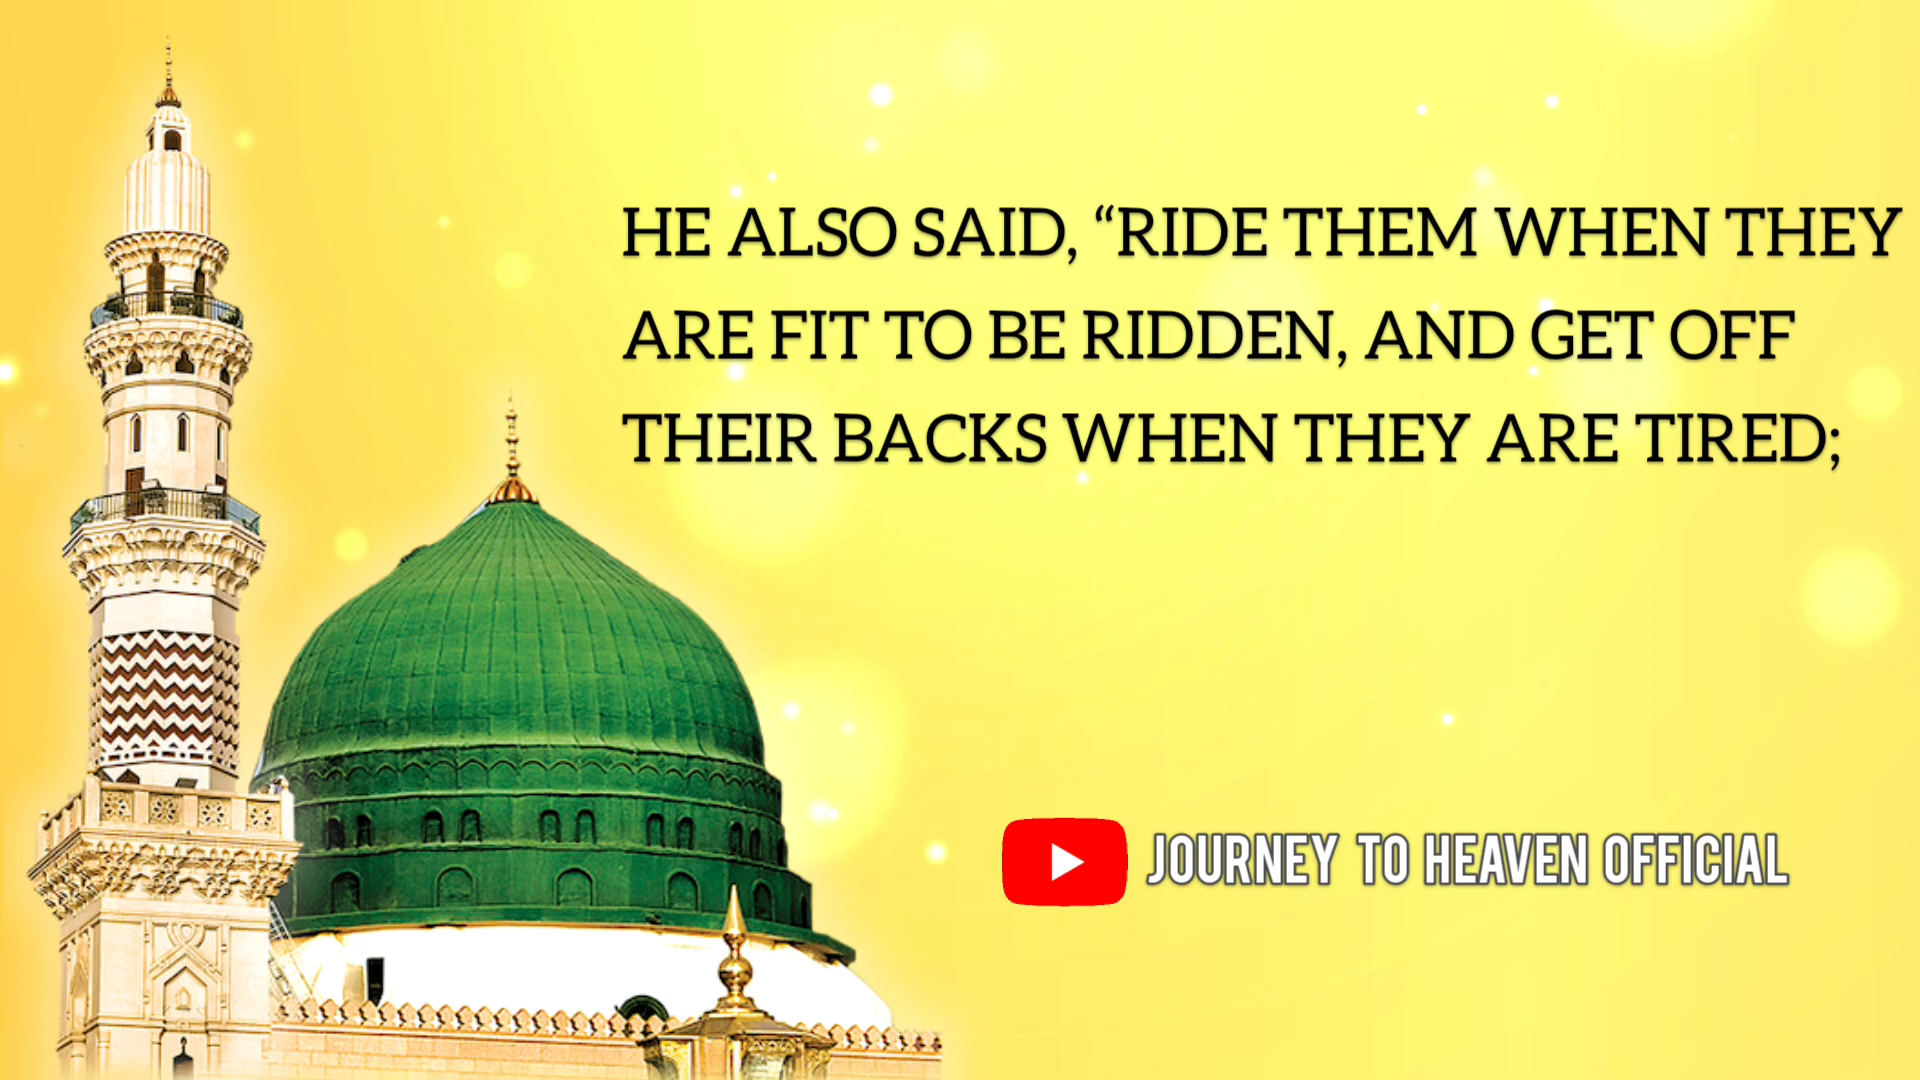 HE ALSO SAID, “RIDE THEM WHEN THEY
ARE FIT TO BE RIDDEN, AND GET OFF
THEIR BACKS WHEN THEY ARE TIRED;
JOURNEY TO HEAVEN OFFICIAL